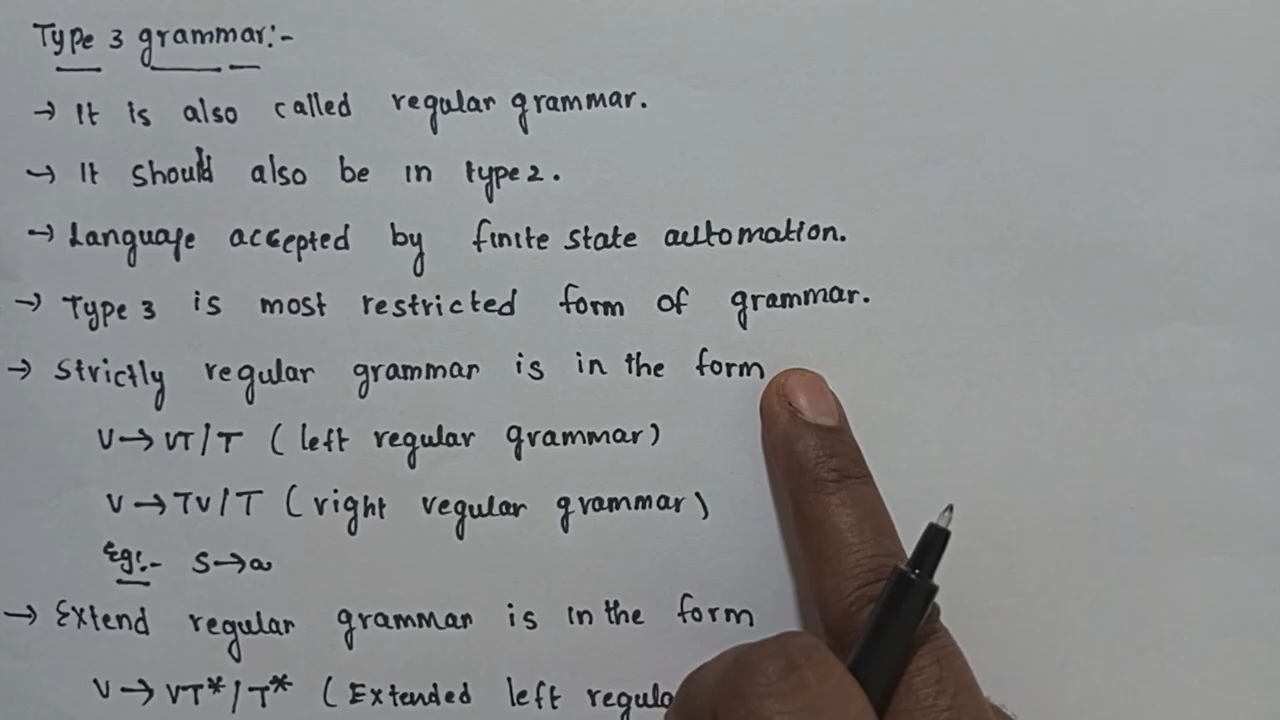 Type 3 grammar:-
→ It is also called regular grammar.
→ It should also be in type 2.
→ Language accepted by finite state automation.
→ Type 3 is most restricted form of grammar.
→ Strictly regular grammar is in the form
V → VT/T (left regular grammar)
V → TV/T (right regular grammar)
Eg:- S→a
→ Extend regular grammar is in the form
V → VT*/T* (Extended left